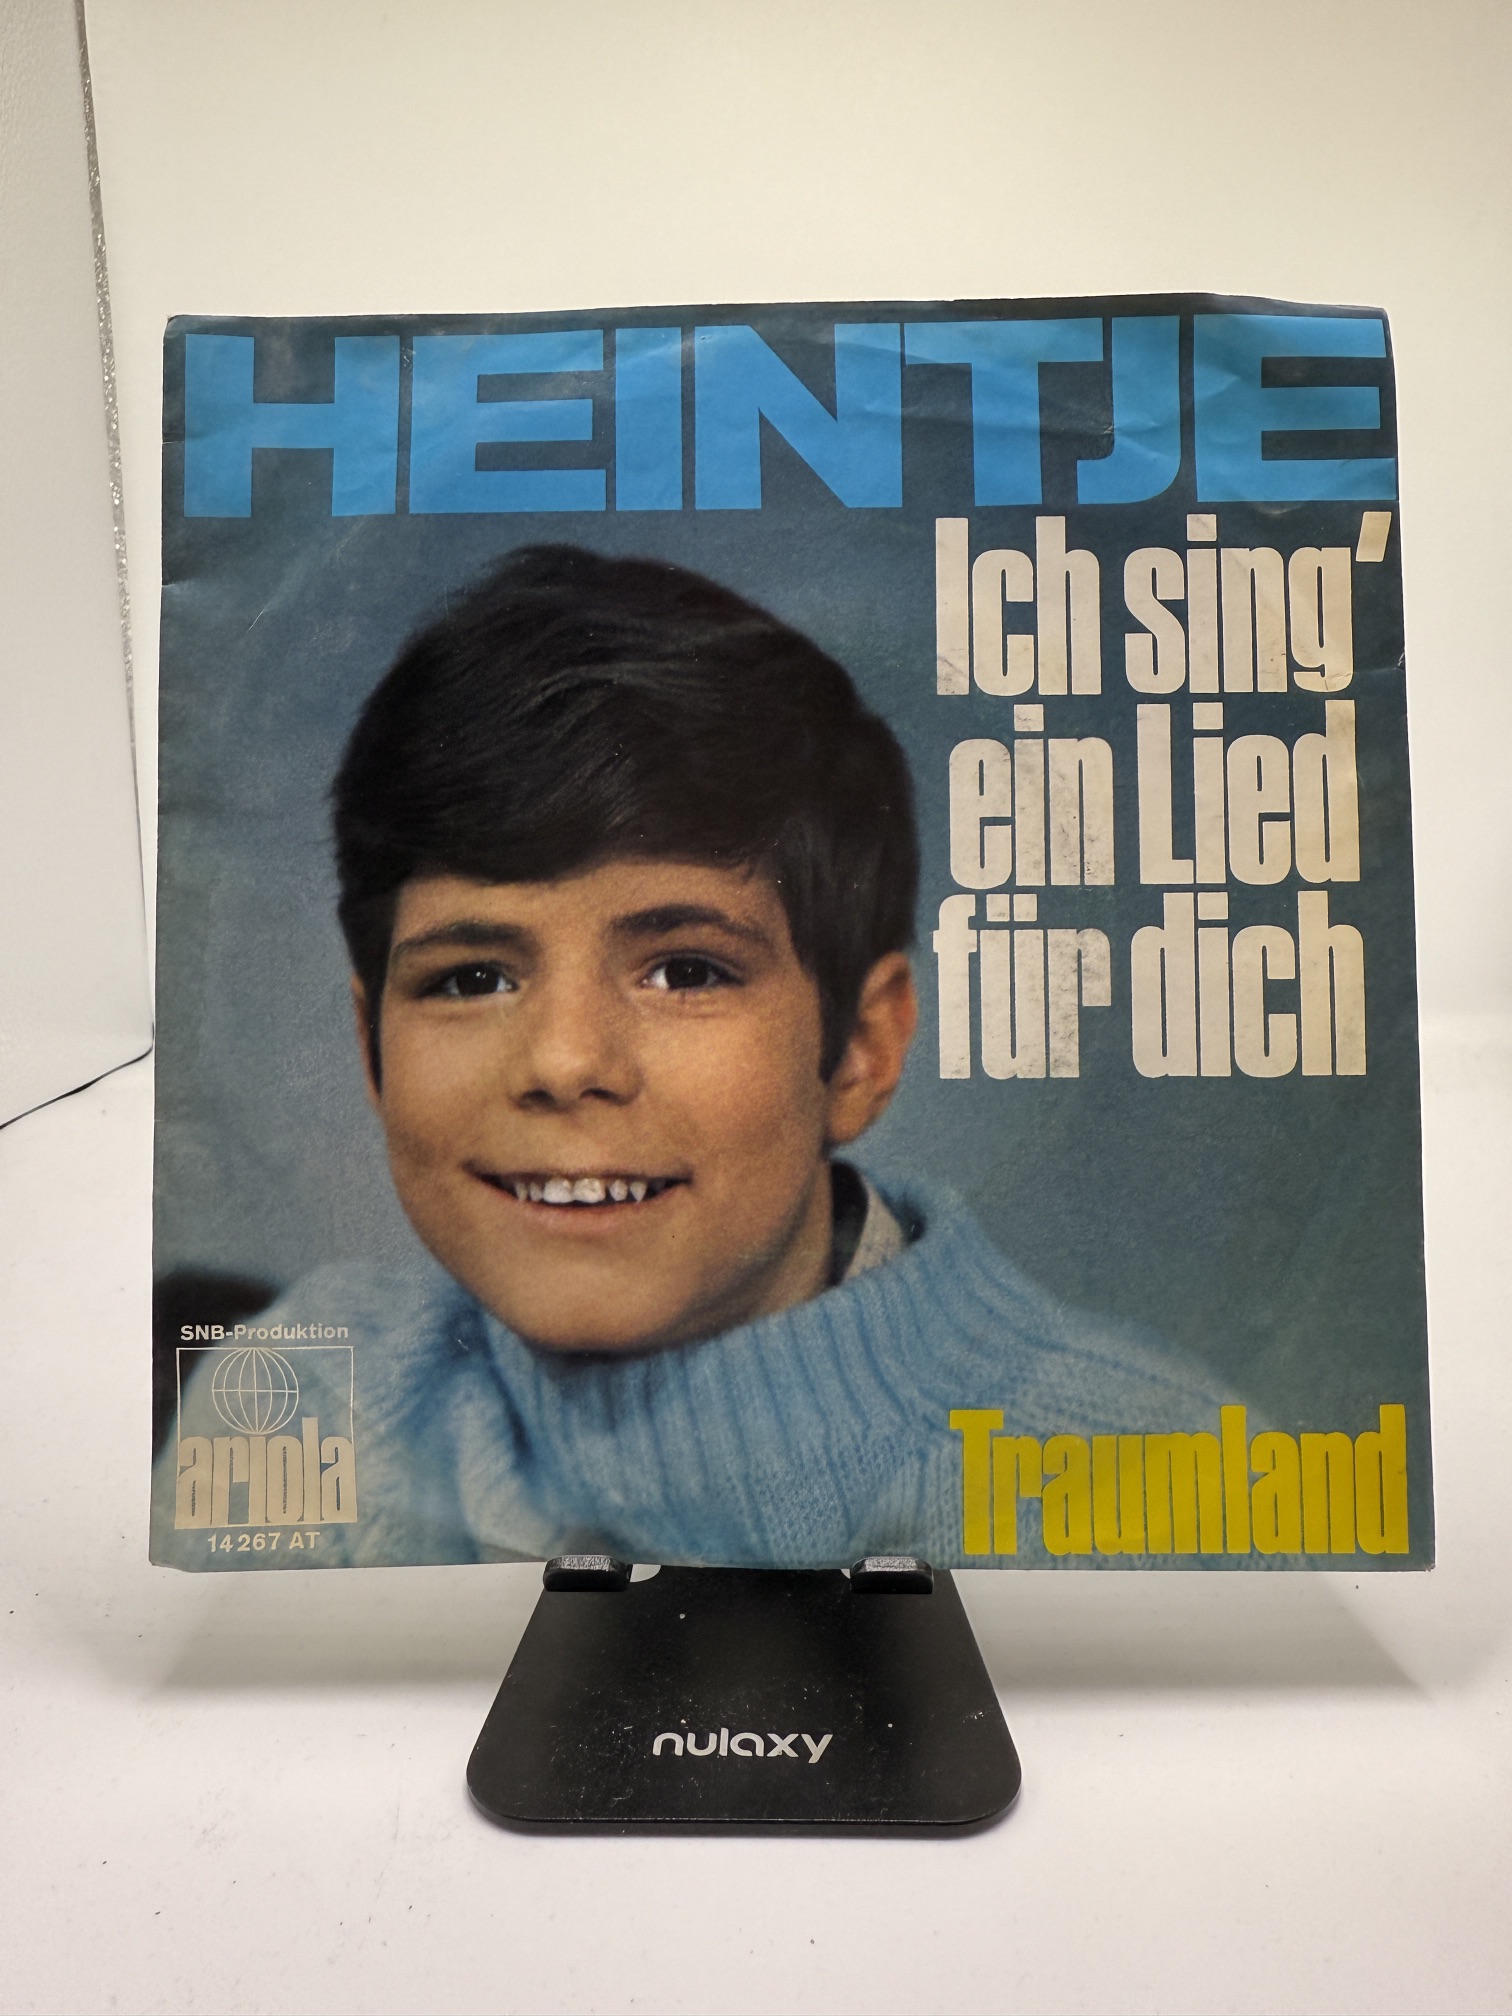 HEINTJE
Ich sing'
ein Lied
für dich
SNB-Produktion
ariola
14 267 AT
Traumland
nulaxy